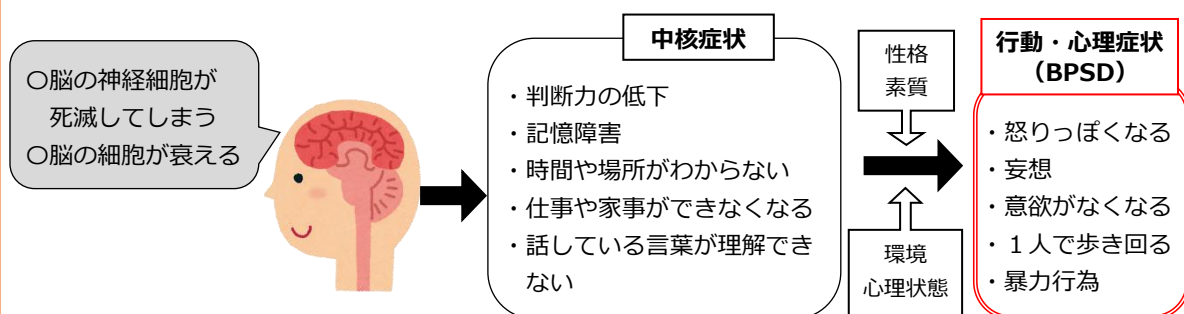 〇脳の神経細胞が
死滅してしまう
〇脳の細胞が衰える
中核症状
・判断力の低下
・記憶障害
・時間や場所がわからない
・仕事や家事ができなくなる
・話している言葉が理解でき
ない
性格
素質
環境
心理状態
行動・心理症状
（BPSD）
・怒りっぽくなる
・妄想
・意欲がなくなる
・１人で歩き回る
・暴力行為